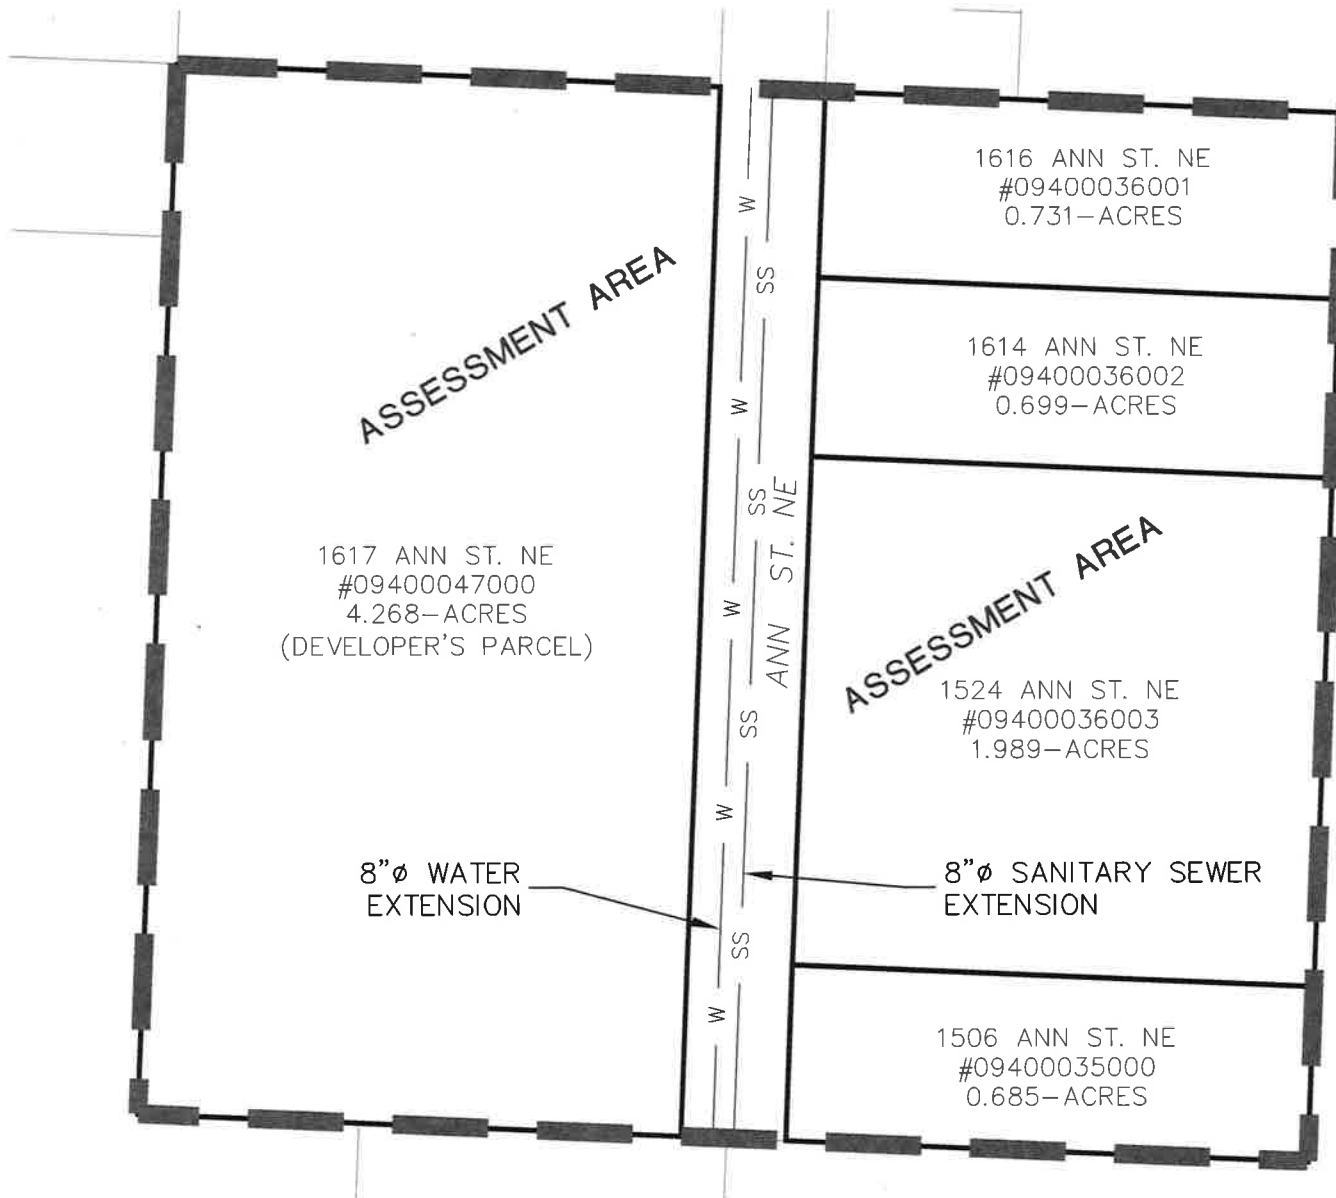 1616 ANN ST. NE
#09400036001
0.731-ACRES
ASSESSMENT AREA
1614 ANN ST. NE
#09400036002
0.699-ACRES
1617 ANN ST. NE
#09400047000
4.268-ACRES
(DEVELOPER'S PARCEL)
W
SS
W
SS
W
SS
W
SS
W
ANN ST. NE
ASSESSMENT AREA
1524 ANN ST. NE
#09400036003
1.989-ACRES
8"ø WATER
EXTENSION
8"ø SANITARY SEWER
EXTENSION
1506 ANN ST. NE
#09400035000
0.685-ACRES